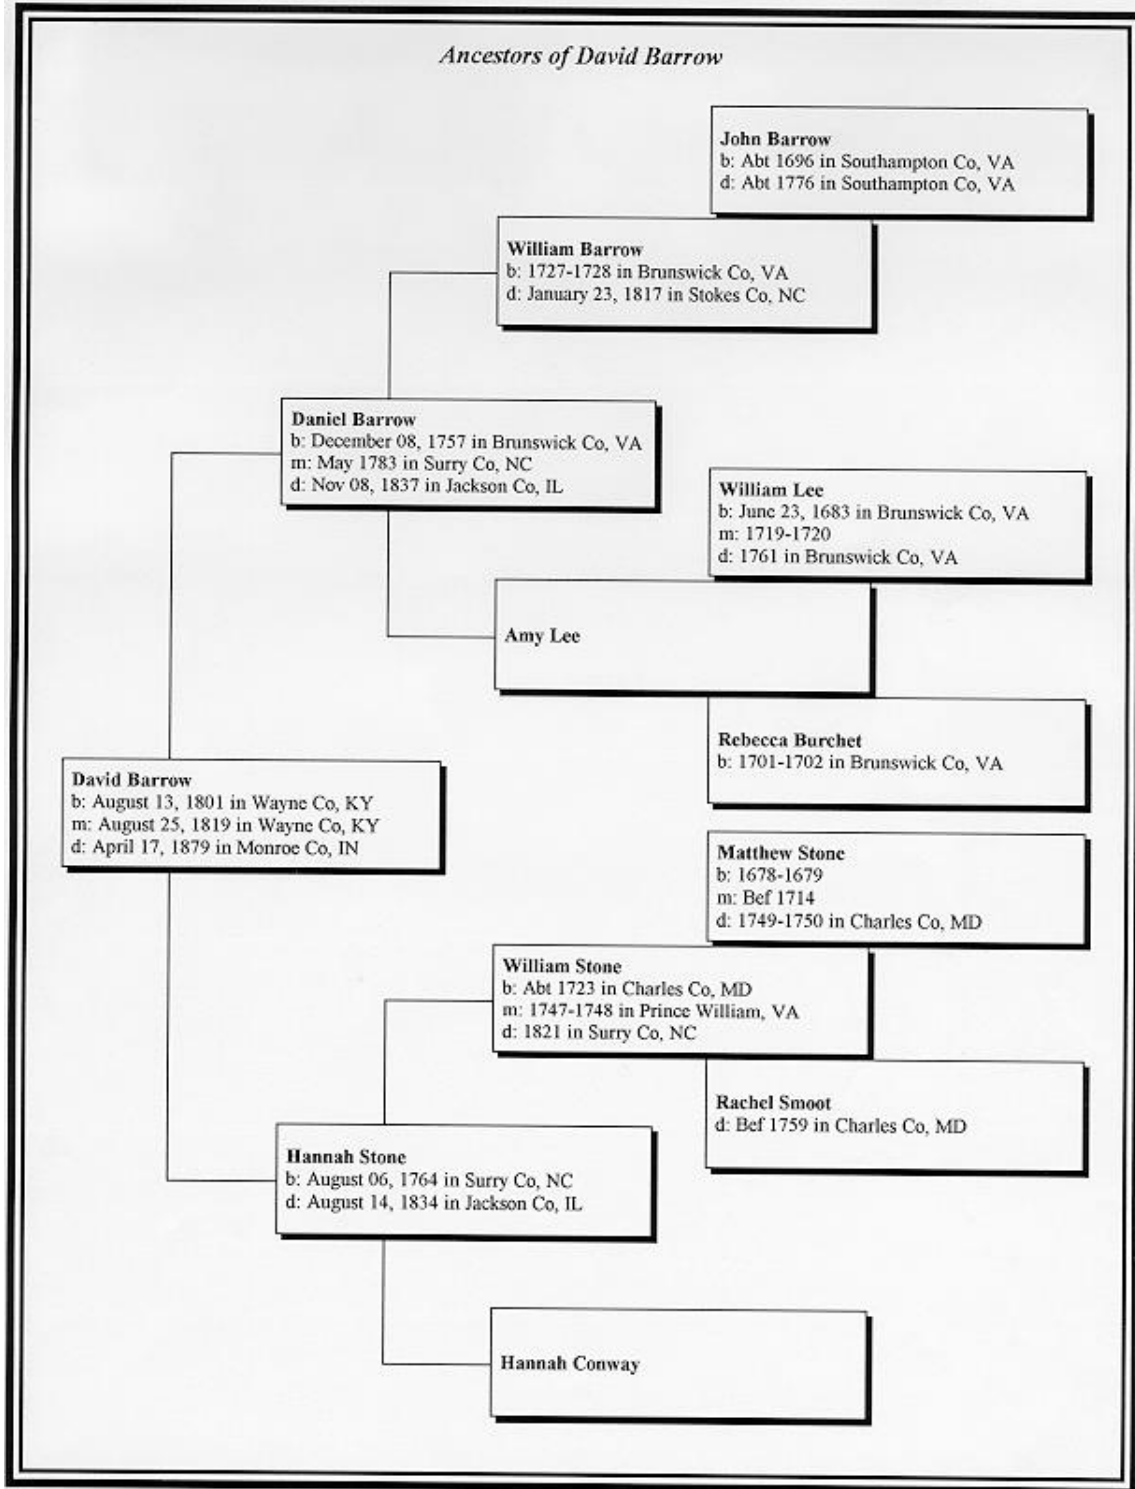 Ancestors of David Barrow
John Barrow
b: Abt 1696 in Southampton Co, VA
d: Abt 1776 in Southampton Co, VA
William Barrow
b: 1727-1728 in Brunswick Co, VA
d: January 23, 1817 in Stokes Co, NC
Daniel Barrow
b: December 08, 1757 in Brunswick Co, VA
m: May 1783 in Surry Co, NC
d: Nov 08, 1837 in Jackson Co, IL
William Lee
b: June 23, 1683 in Brunswick Co, VA
m: 1719-1720
d: 1761 in Brunswick Co, VA
Amy Lee
Rebecca Burchet
b: 1701-1702 in Brunswick Co, VA
David Barrow
b: August 13, 1801 in Wayne Co, KY
m: August 25, 1819 in Wayne Co, KY
d: April 17, 1879 in Monroe Co, IN
Matthew Stone
b: 1678-1679
m: Bef 1714
d: 1749-1750 in Charles Co, MD
William Stone
b: Abt 1723 in Charles Co, MD
m: 1747-1748 in Prince William, VA
d: 1821 in Surry Co, NC
Rachel Smoot
d: Bef 1759 in Charles Co, MD
Hannah Stone
b: August 06, 1764 in Surry Co, NC
d: August 14, 1834 in Jackson Co, IL
Hannah Conway